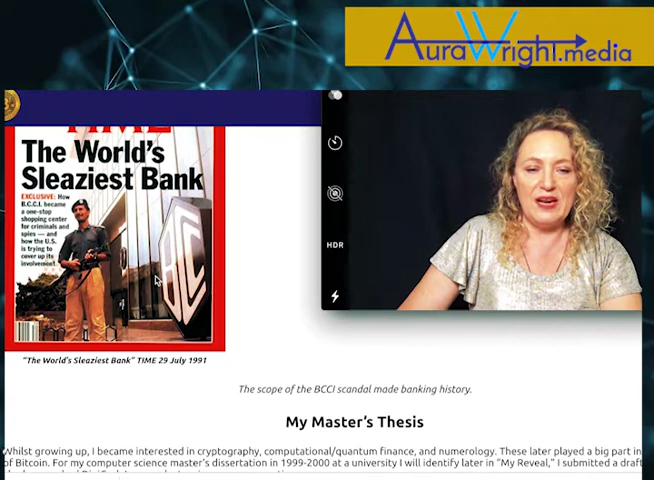 AuraWright.media
TIME
The World's
Sleaziest Bank
EXCLUSIVE: How
B.C.C.I. became
a one-stop
shopping center
for criminals and
spies — and
how the U.S.
is trying to
cover up its
involvement.
BCC
HDR
"The World's Sleaziest Bank" TIME 29 July 1991
The scope of the BCCI scandal made banking history.
My Master's Thesis
Whilst growing up, I became interested in cryptography, computational/quantum finance, and numerology. These later played a big part in
of Bitcoin. For my computer science master's dissertation in 1999-2000 at a university I will identify later in "My Reveal," I submitted a draft